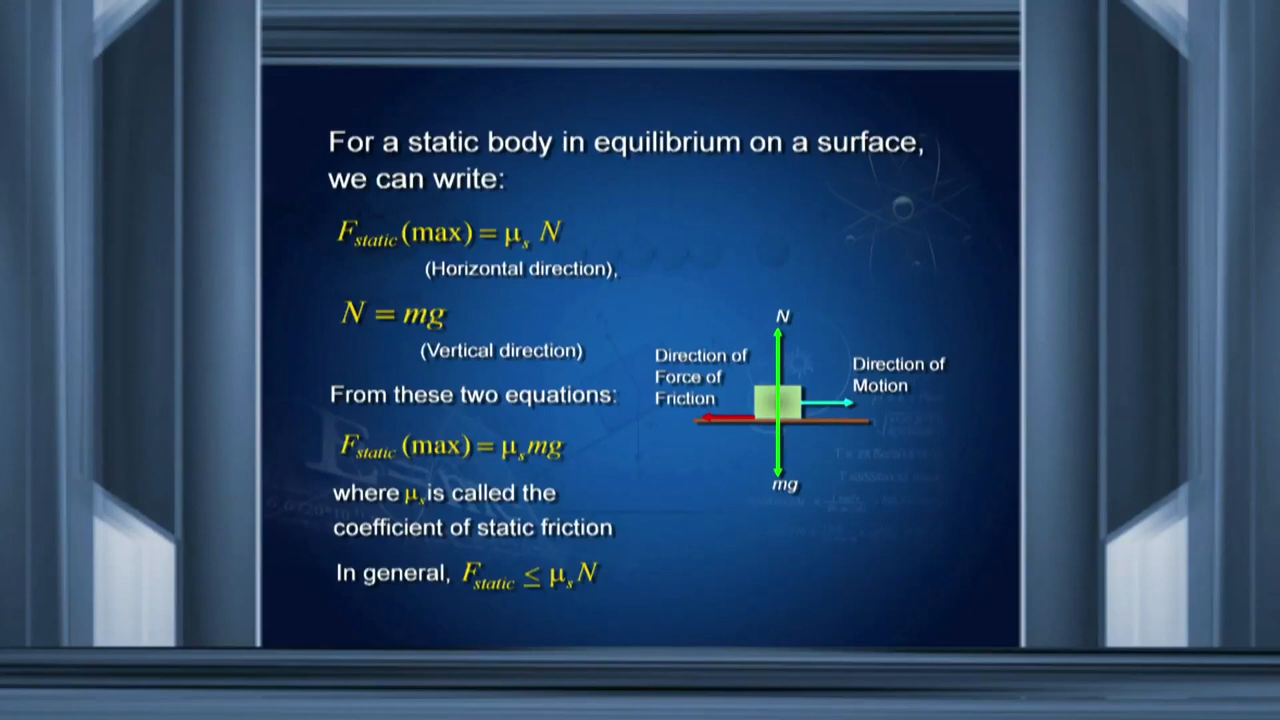 For a static body in equilibrium on a surface,
we can write:
F_static (max) = μ_s N
(Horizontal direction),
N = mg
(Vertical direction)
From these two equations:
F_static (max) = μ_s mg
where μ_s is called the
coefficient of static friction
In general, F_static ≤ μ_s N
N
Direction of
Force of
Friction
Direction of
Motion
mg